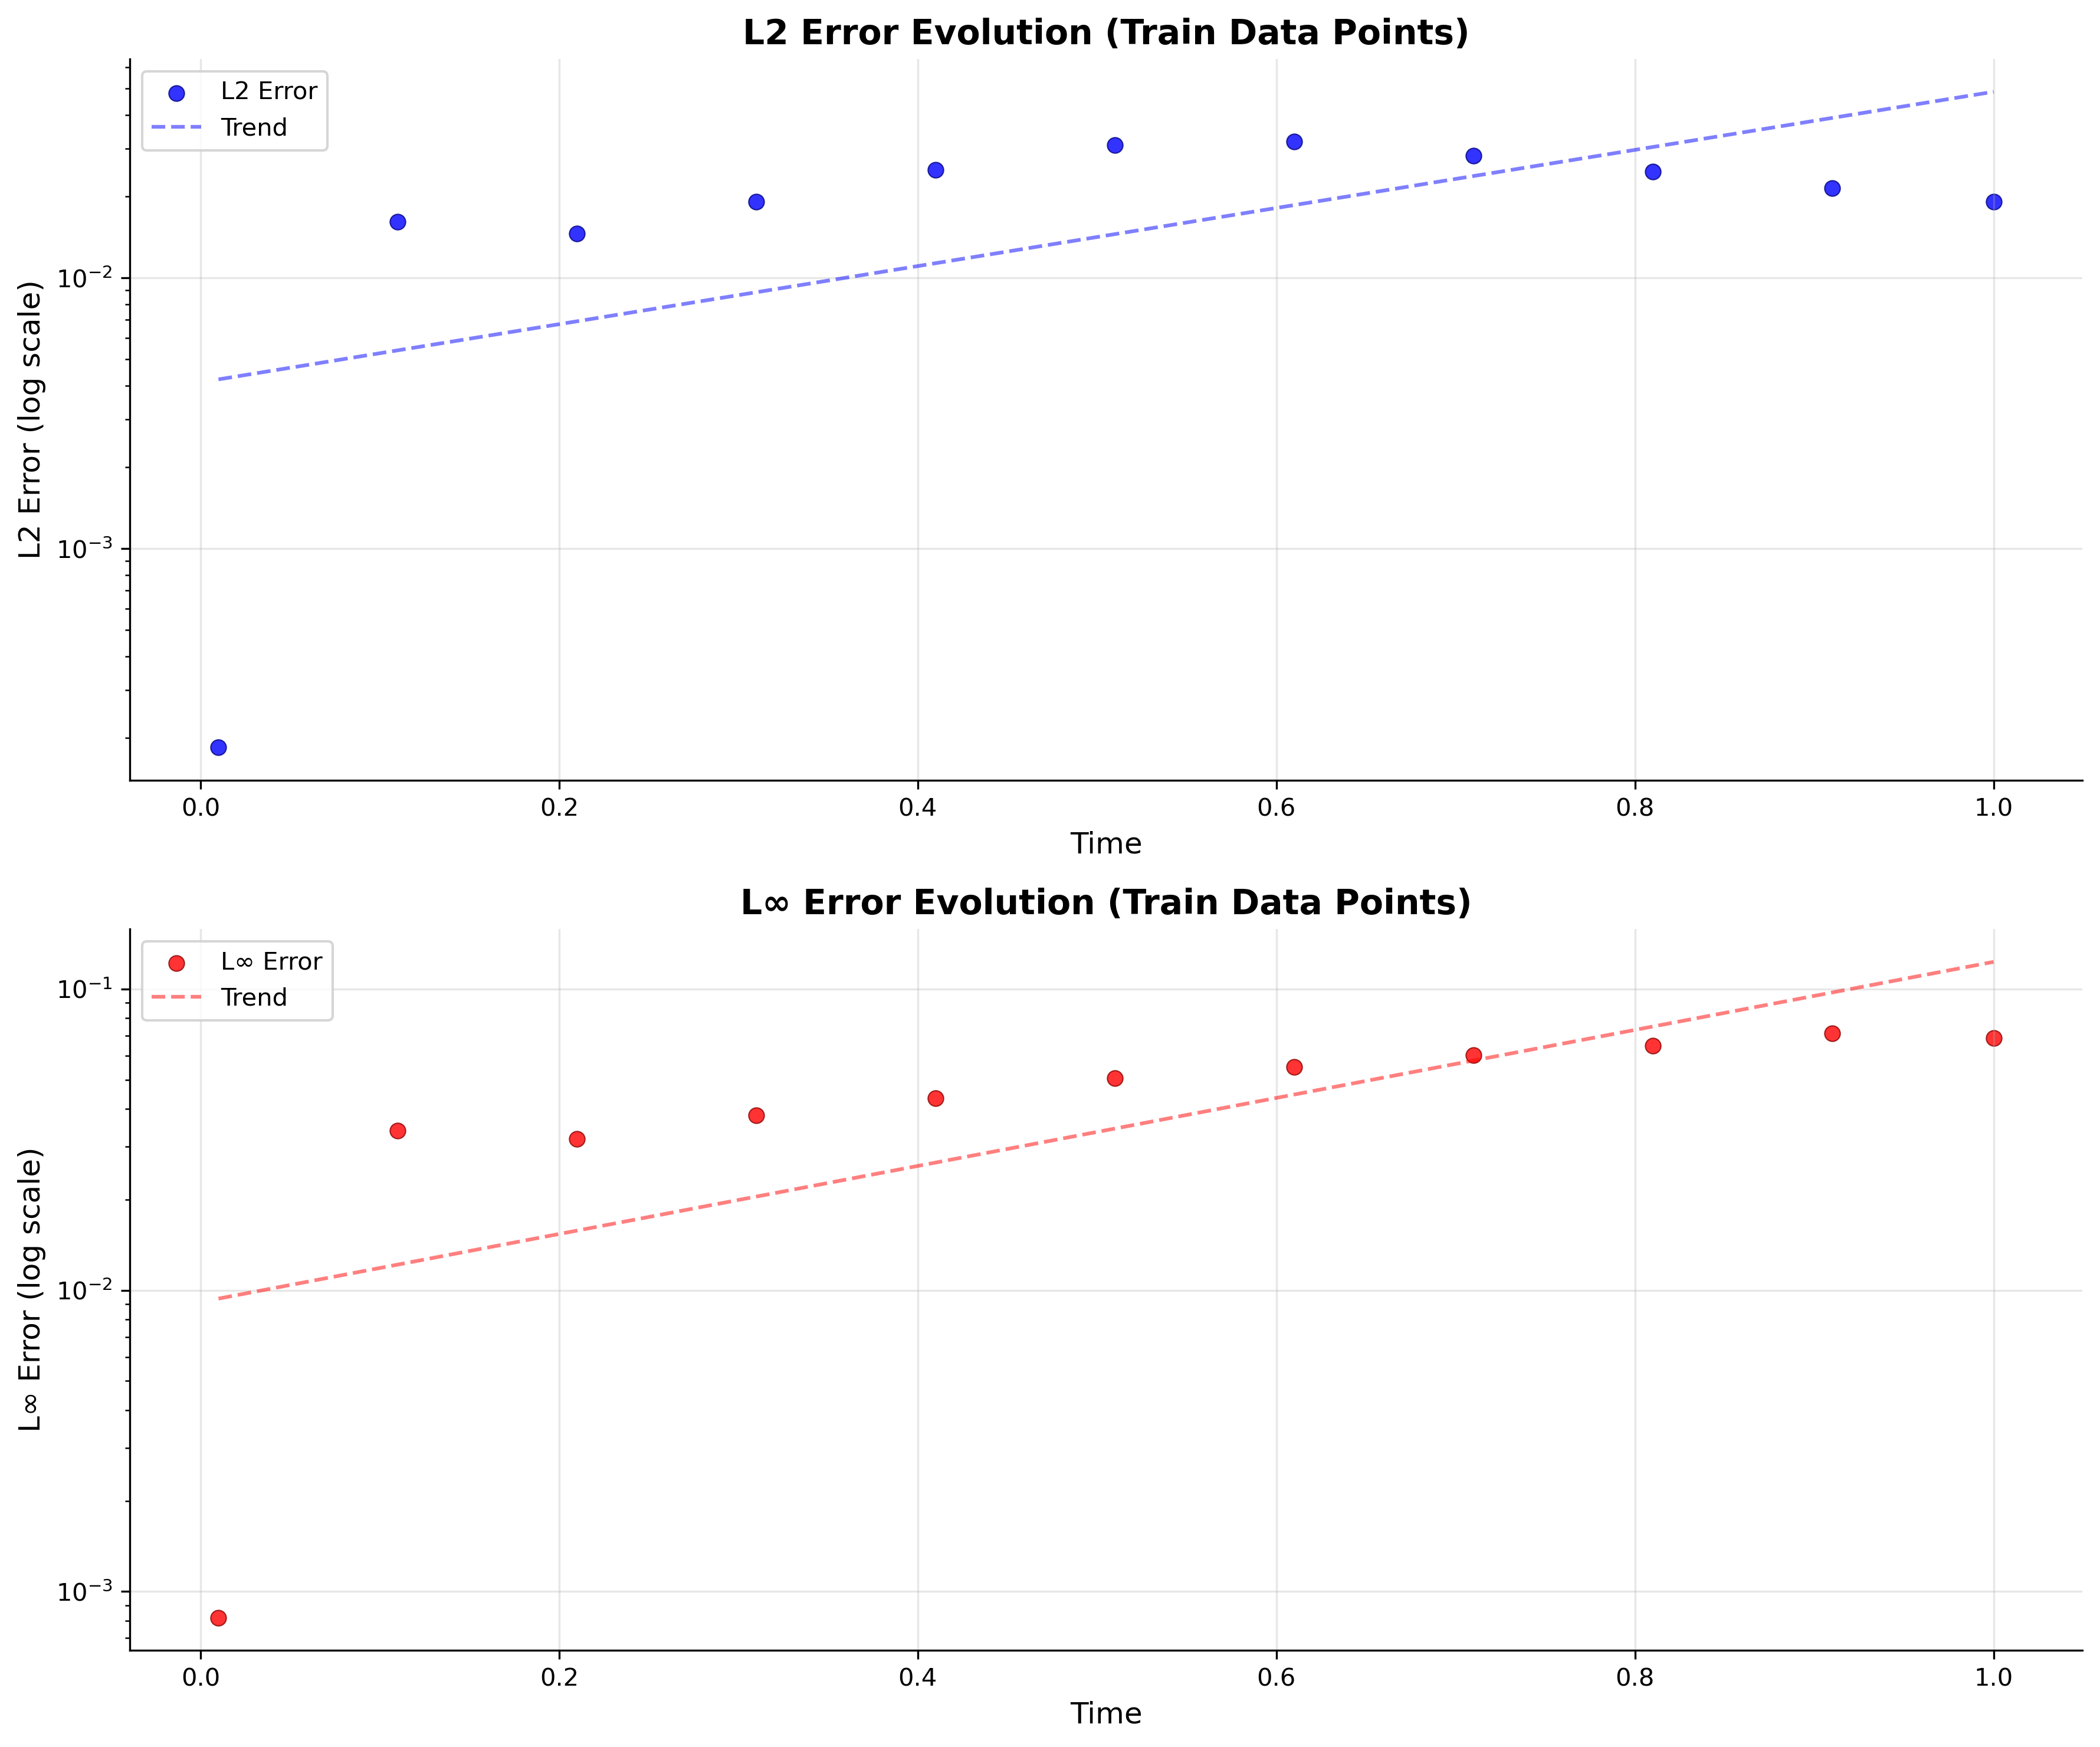 L2 Error Evolution (Train Data Points)
L2 Error
Trend
L2 Error (log scale)
10⁻²
10⁻³
0.0 0.2 0.4 0.6 0.8 1.0
Time
L∞ Error Evolution (Train Data Points)
L∞ Error
Trend
L∞ Error (log scale)
10⁻¹
10⁻²
10⁻³
0.0 0.2 0.4 0.6 0.8 1.0
Time